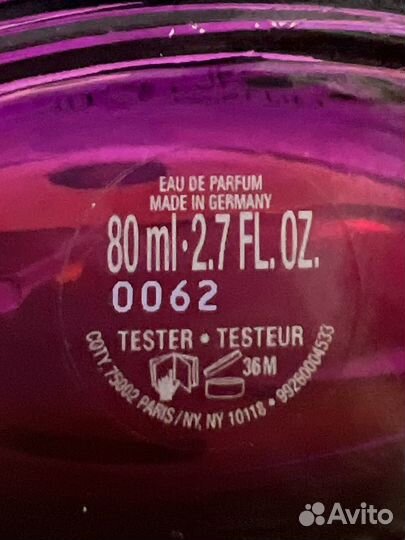 EAU DE PARFUM
MADE IN GERMANY
80 ml·2.7 FL. OZ.
0062
TESTER • TESTEUR
36M
COTY, 75002 PARIS / NY, NY 10118 • 99260004533
Avito